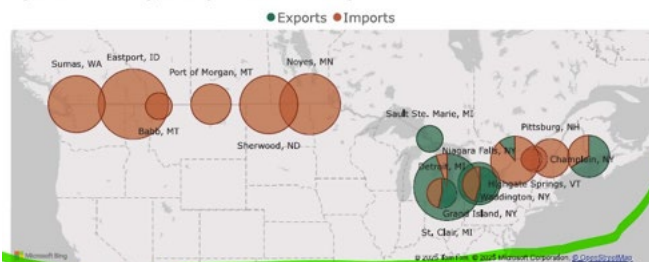 Exports Imports
Eastport, ID
Sumas, WA
Noyes, MN
Port of Morgan, MT
Babb, MT
Sherwood, ND
Sault Ste. Marie, MI
Pittsburg, NH
Niagara Falls, NY
Champlain, NY
Detroit, MI
Highgate Springs, VT
Waddington, NY
Grand Island, NY
St. Clair, MI
Microsoft Bing
© 2025 TomTom, © 2025 Microsoft Corporation, © OpenStreetMap